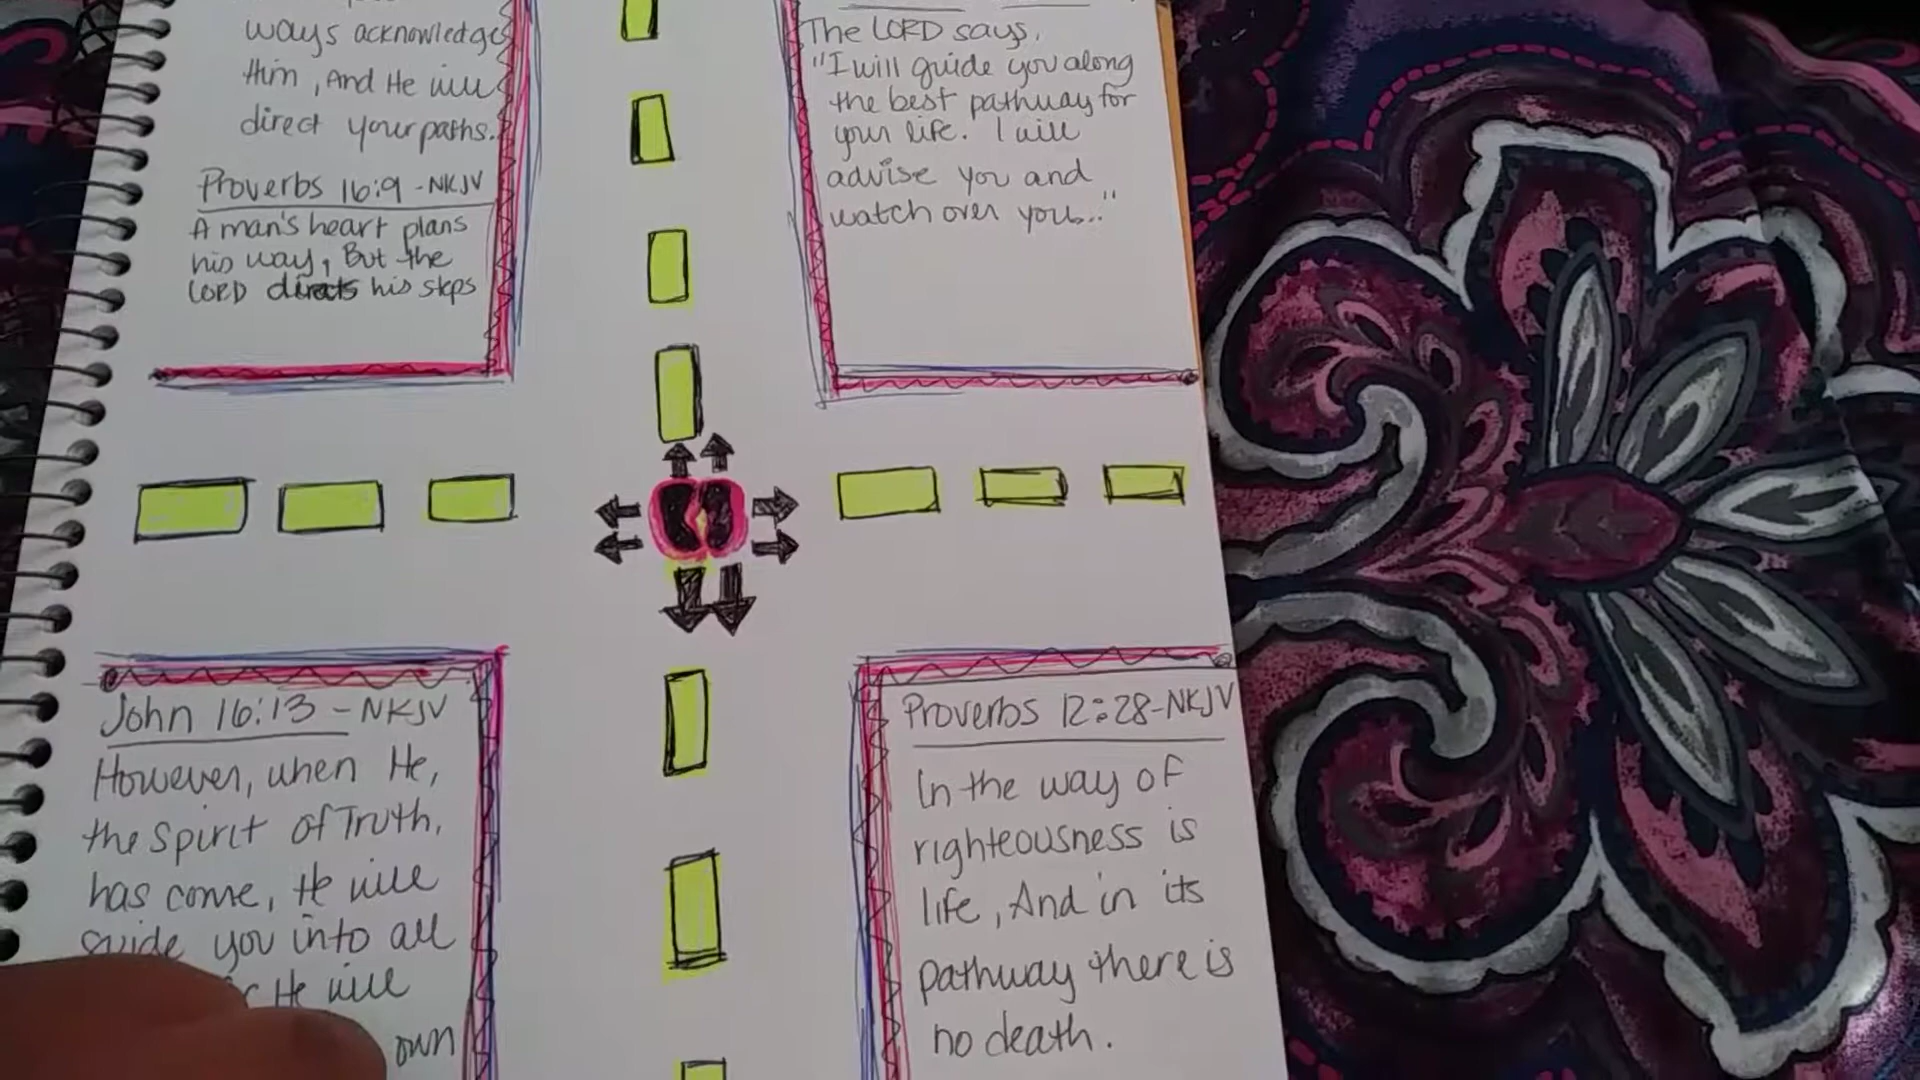 ways acknowledge
Him, And He will
direct your paths.
Proverbs 16:9 -NKJV
A man's heart plans
his way, But the
LORD directs his steps
The LORD says,
"I will guide you along
the best pathway for
your life. I will
advise you and
watch over you..."
John 16:13 - NKJV
However, when He,
the Spirit of Truth,
has come, He will
guide you into all
He will
own
Proverbs 12:28-NKJV
In the way of
righteousness is
life, And in its
pathway there is
no death.